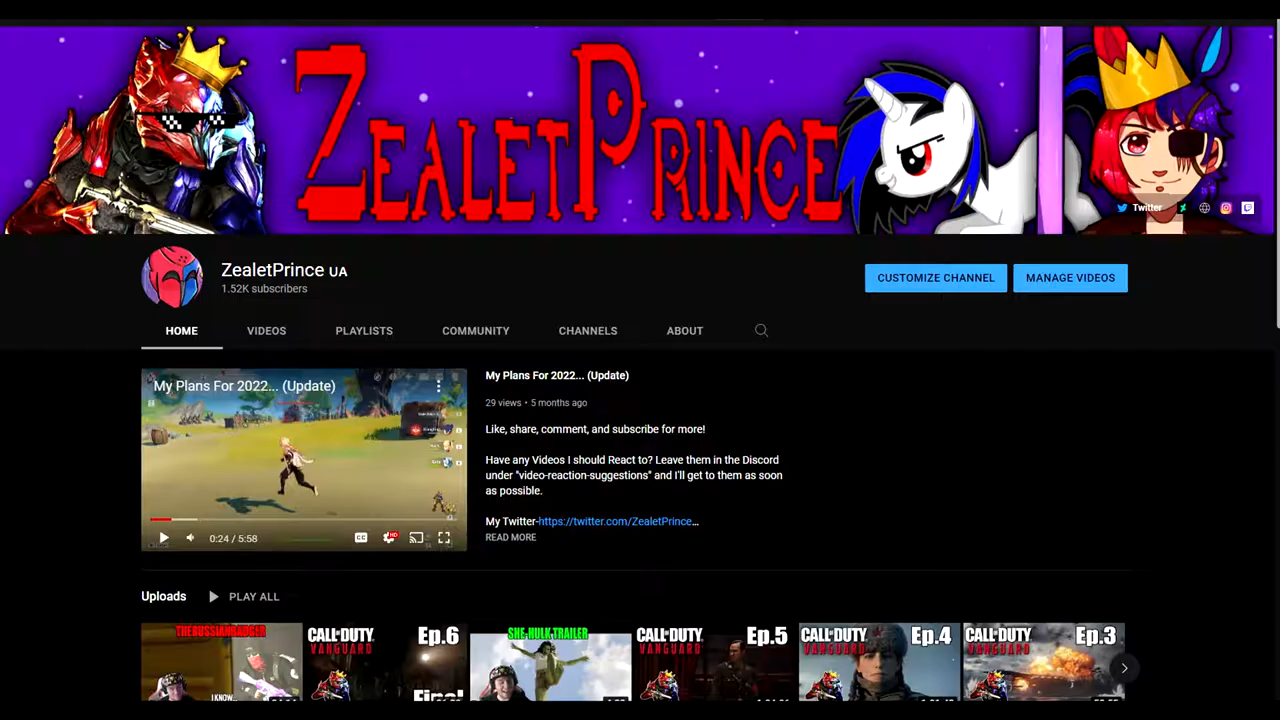 ZEALETPRINCE
Twitter
ZealetPrince UA
1.52K subscribers
CUSTOMIZE CHANNEL
MANAGE VIDEOS
HOME
VIDEOS
PLAYLISTS
COMMUNITY
CHANNELS
ABOUT
My Plans For 2022... (Update)
0:24 / 5:58
CC
HD
My Plans For 2022... (Update)
29 views • 5 months ago
Like, share, comment, and subscribe for more!
Have any Videos I should React to? Leave them in the Discord
under "video-reaction-suggestions" and I'll get to them as soon
as possible.
My Twitter-https://twitter.com/ZealetPrince...
READ MORE
Uploads
PLAY ALL
THERUSSIANBADGER
I KNOW...
CALL OF DUTY
VANGUARD
Ep.6
Final
SHE-HULK TRAILER
CALL OF DUTY
VANGUARD
Ep.5
CALL OF DUTY
VANGUARD
Ep.4
CALL OF DUTY
VANGUARD
Ep.3